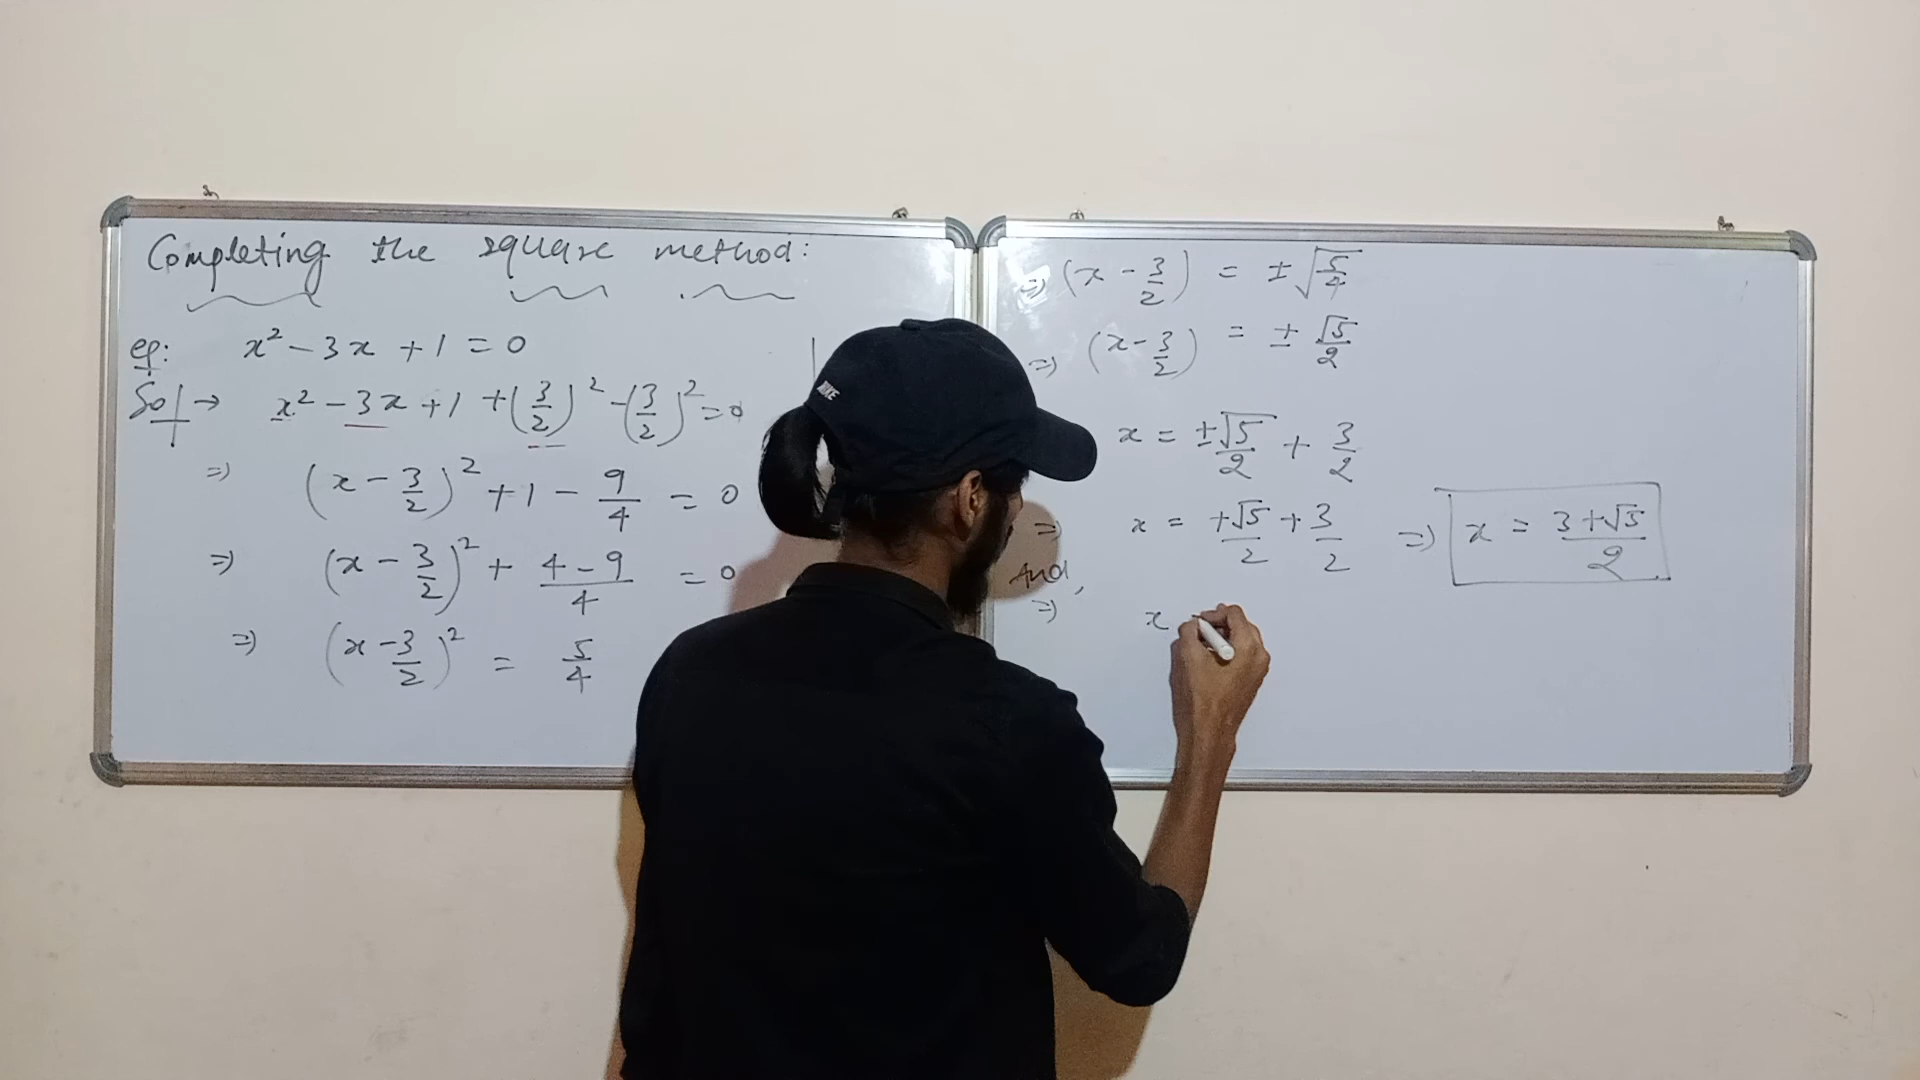 Completing the square method:
eg: x² - 3x + 1 = 0
Sol → x² - 3x + 1 + (3/2)² - (3/2)² = 0
⇒ (x - 3/2)² + 1 - 9/4 = 0
⇒ (x - 3/2)² + (4 - 9)/4 = 0
⇒ (x - 3/2)² = 5/4
⇒ (x - 3/2) = ±√(5/4)
⇒ (x - 3/2) = ± √5/2
x = ±√5/2 + 3/2
⇒ x = +√5/2 + 3/2 ⇒ x = (3+√5)/2
And,
⇒ x
NIKE